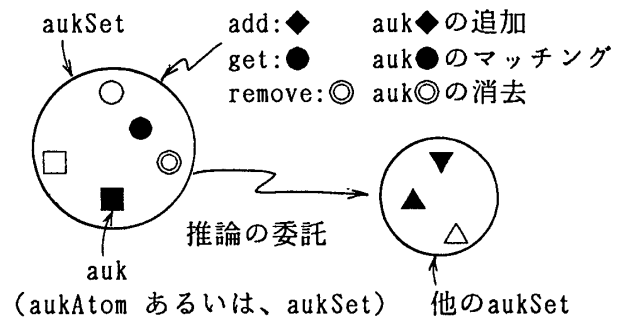 aukSet
add:◆ auk◆の追加
get:● auk●のマッチング
remove:◎ auk◎の消去
推論の委託
auk
(aukAtom あるいは、aukSet)
他のaukSet